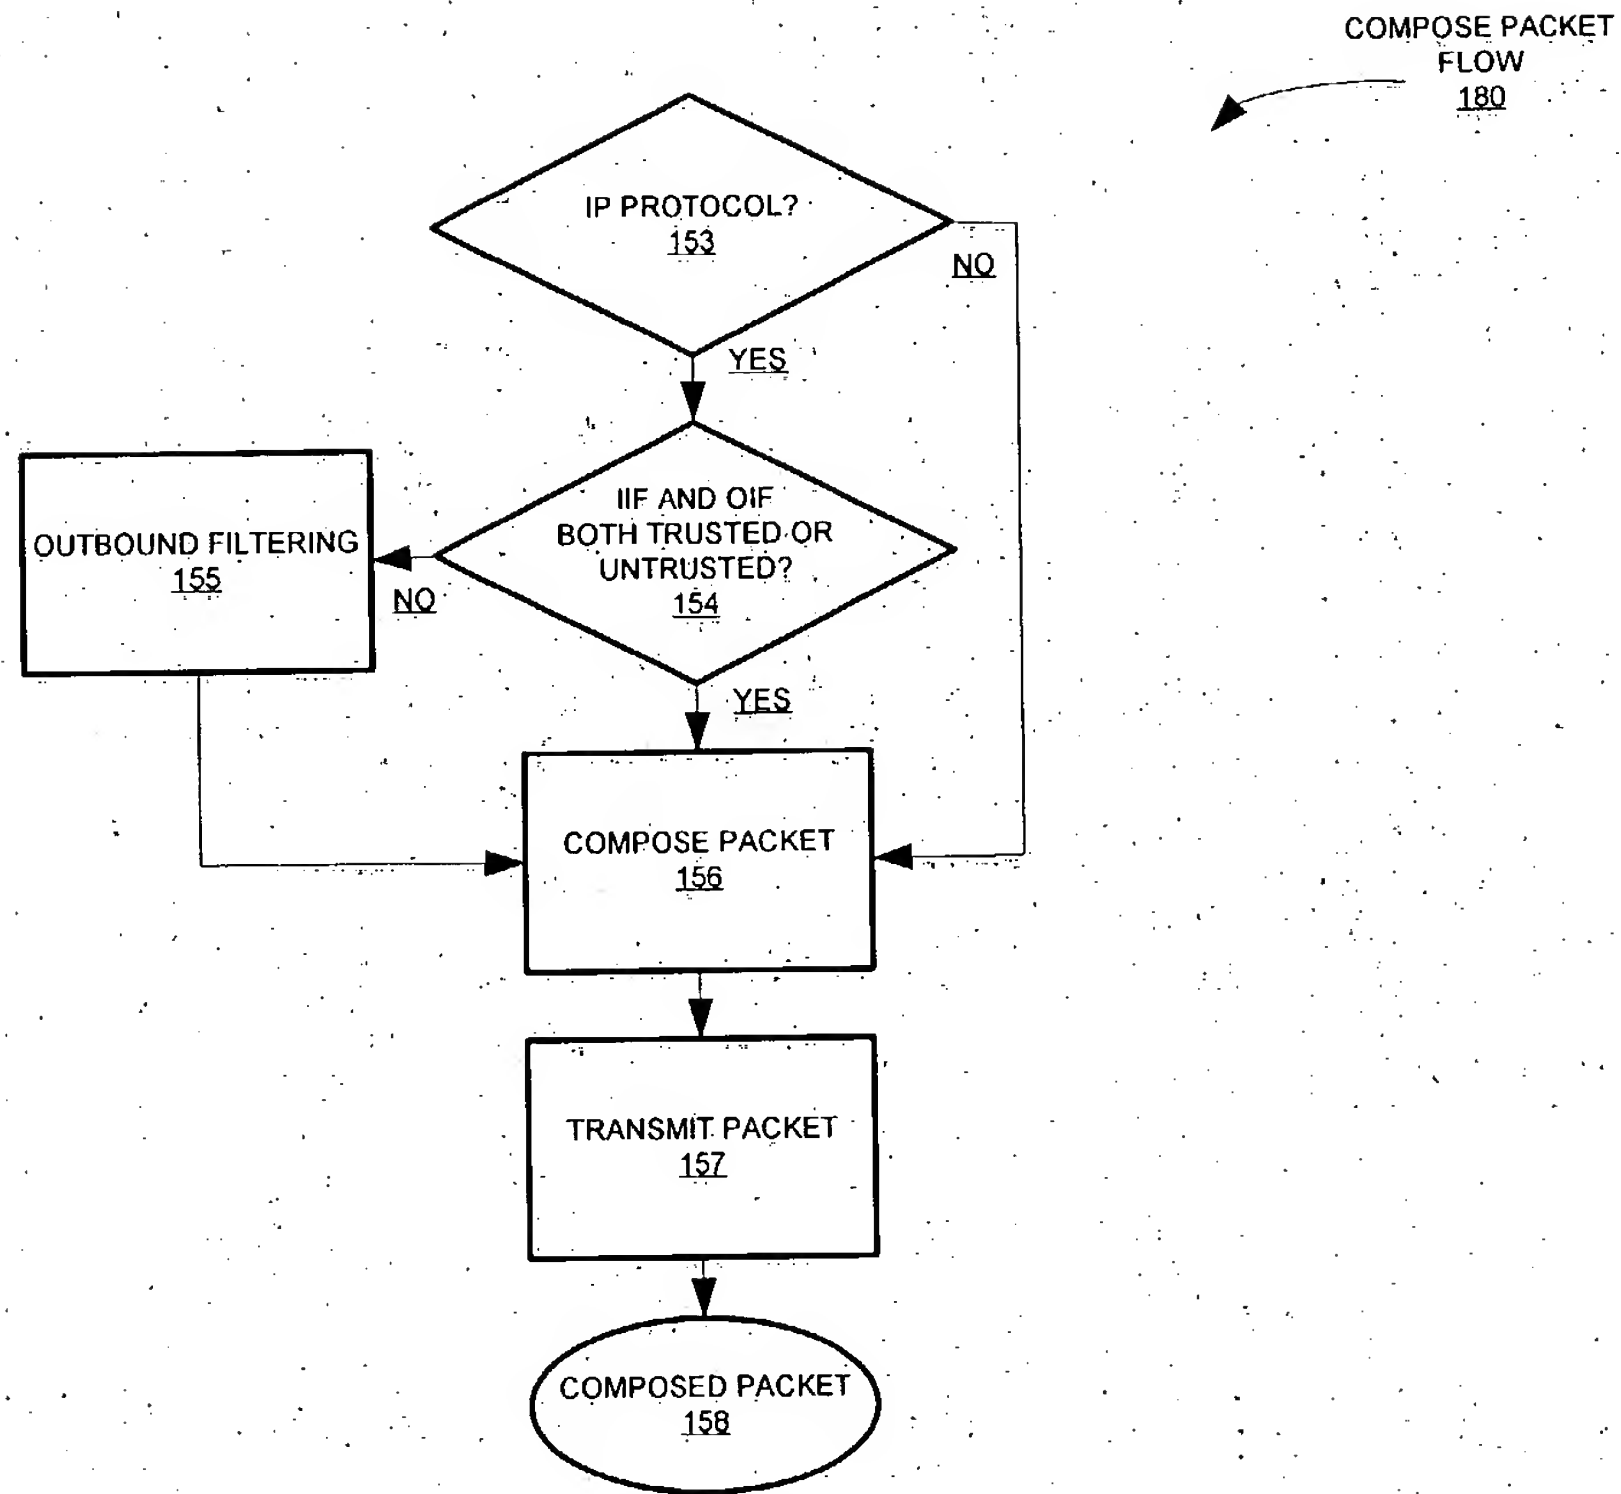 COMPOSE PACKET
FLOW
180
IP PROTOCOL?
153
NO
YES
IIF AND OIF
BOTH TRUSTED OR
UNTRUSTED?
154
OUTBOUND FILTERING
155
NO
YES
COMPOSE PACKET
156
TRANSMIT PACKET
157
COMPOSED PACKET
158